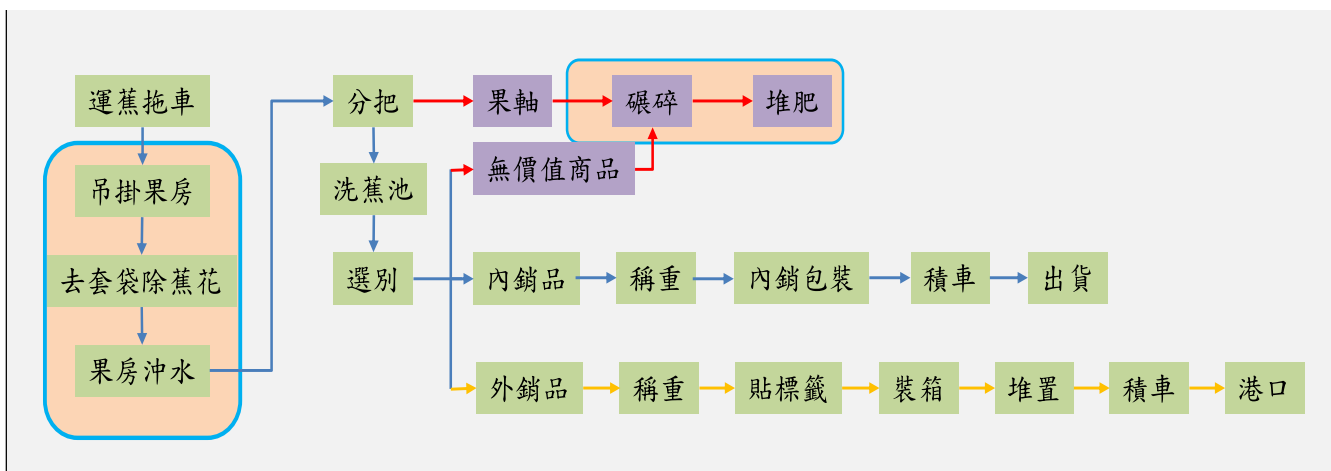 運蕉拖車
吊掛果房
去套袋除蕉花
果房沖水
分把
果軸
碾碎
堆肥
洗蕉池
無價值商品
選別
內銷品
稱重
內銷包裝
積車
出貨
外銷品
稱重
貼標籤
裝箱
堆置
積車
港口